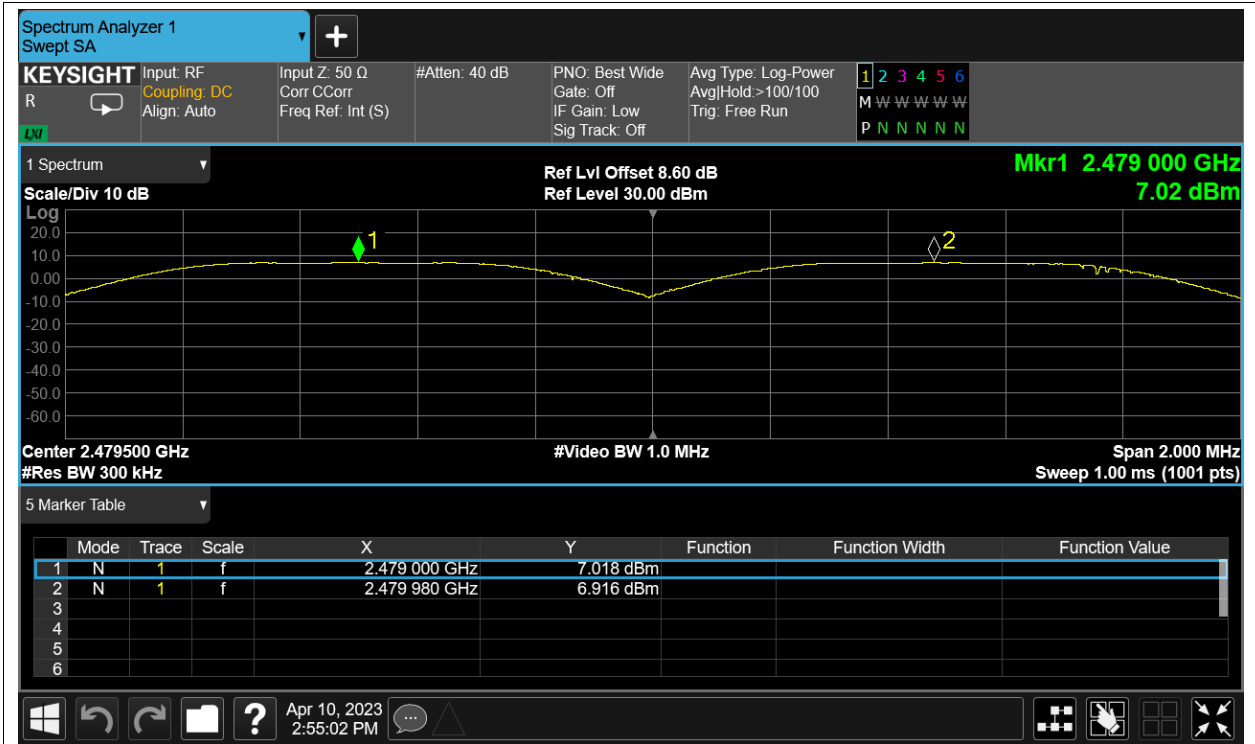 Spectrum Analyzer 1
Swept SA
KEYSIGHT
R
LXI
Input: RF
Coupling: DC
Align: Auto
Input Z: 50 Ω
Corr CCorr
Freq Ref: Int (S)
#Atten: 40 dB
PNO: Best Wide
Gate: Off
IF Gain: Low
Sig Track: Off
Avg Type: Log-Power
Avg|Hold:>100/100
Trig: Free Run
1 2 3 4 5 6
M W W W W W
P N N N N N
1 Spectrum
Scale/Div 10 dB
Ref Lvl Offset 8.60 dB
Ref Level 30.00 dBm
Mkr1 2.479 000 GHz
7.02 dBm
Log
20.0
10.0
0.00
-10.0
-20.0
-30.0
-40.0
-50.0
-60.0
1
2
Center 2.479500 GHz
#Video BW 1.0 MHz
Span 2.000 MHz
#Res BW 300 kHz
Sweep 1.00 ms (1001 pts)
5 Marker Table
Mode Trace Scale X Y Function Function Width Function Value
1 N 1 f 2.479 000 GHz 7.018 dBm
2 N 1 f 2.479 980 GHz 6.916 dBm
3
4
5
6
?
Apr 10, 2023
2:55:02 PM